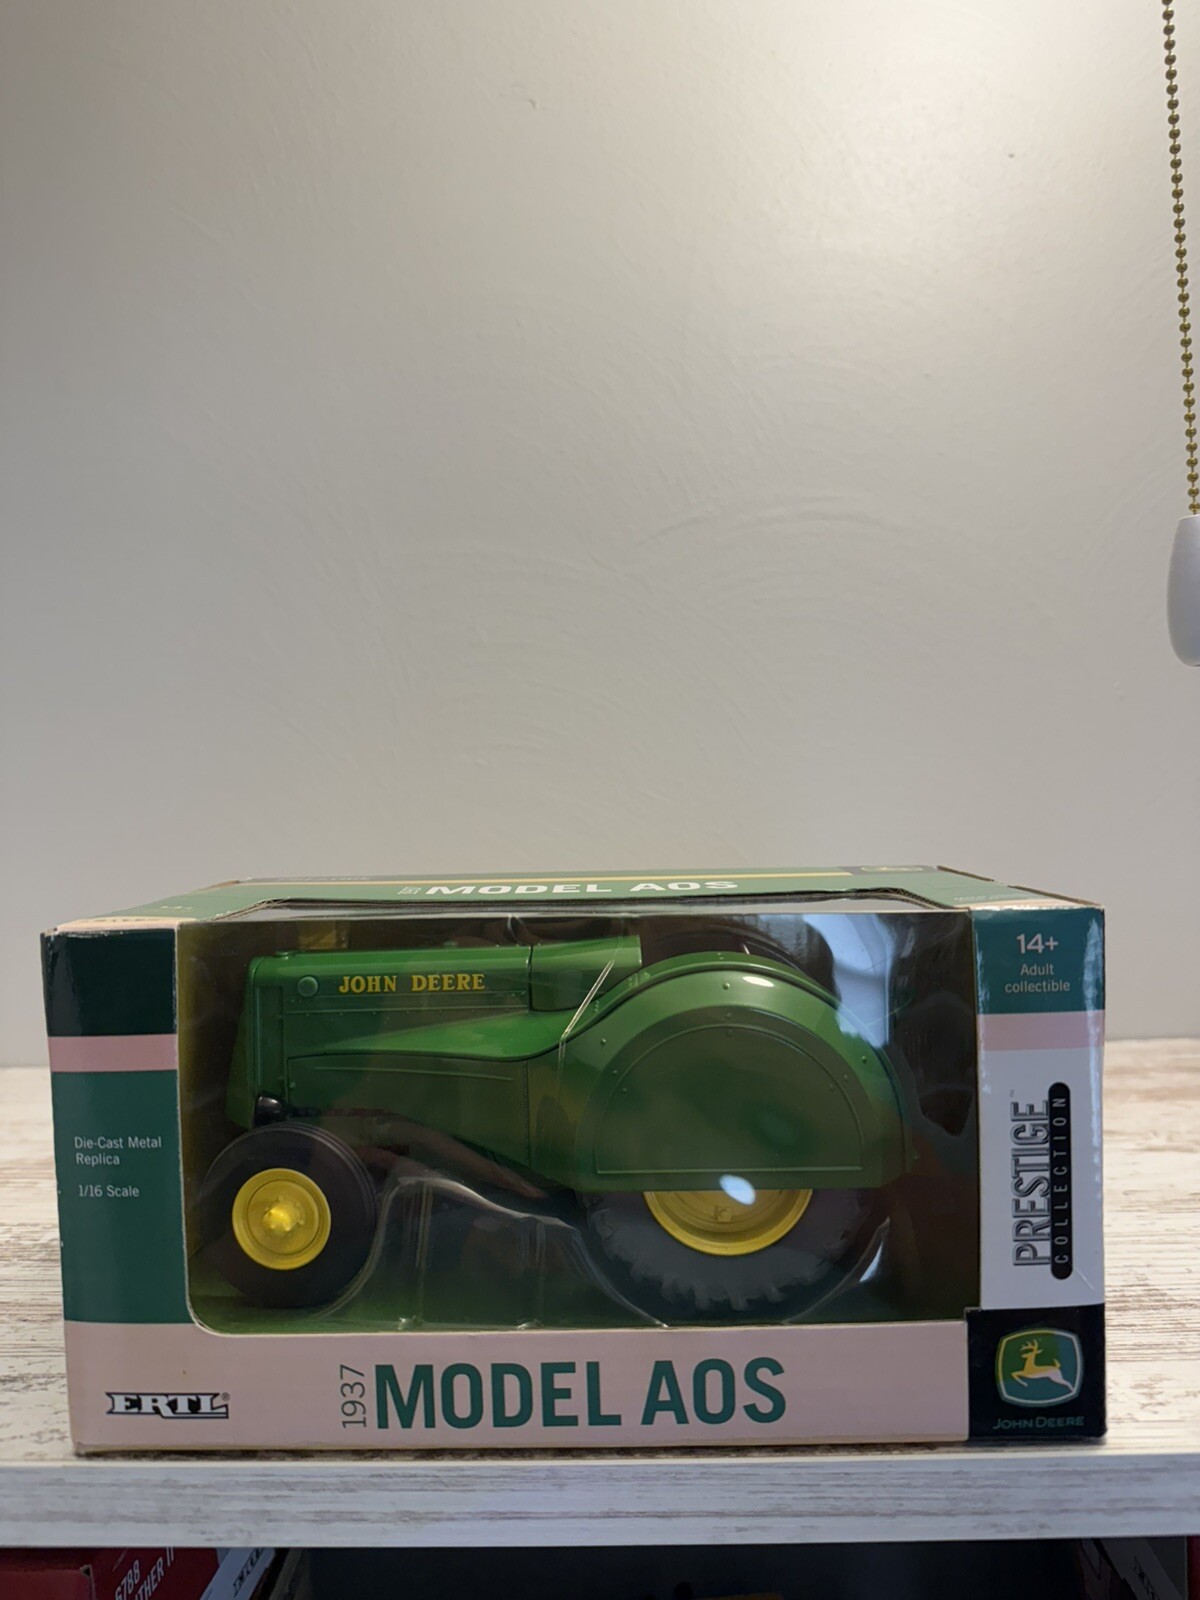 MODEL AOS
JOHN DEERE
14+
Adult
collectible
Die-Cast Metal
Replica
1/16 Scale
PRESTIGE
COLLECTION
ERTL®
1937
MODEL AOS
JOHN DEERE
6788